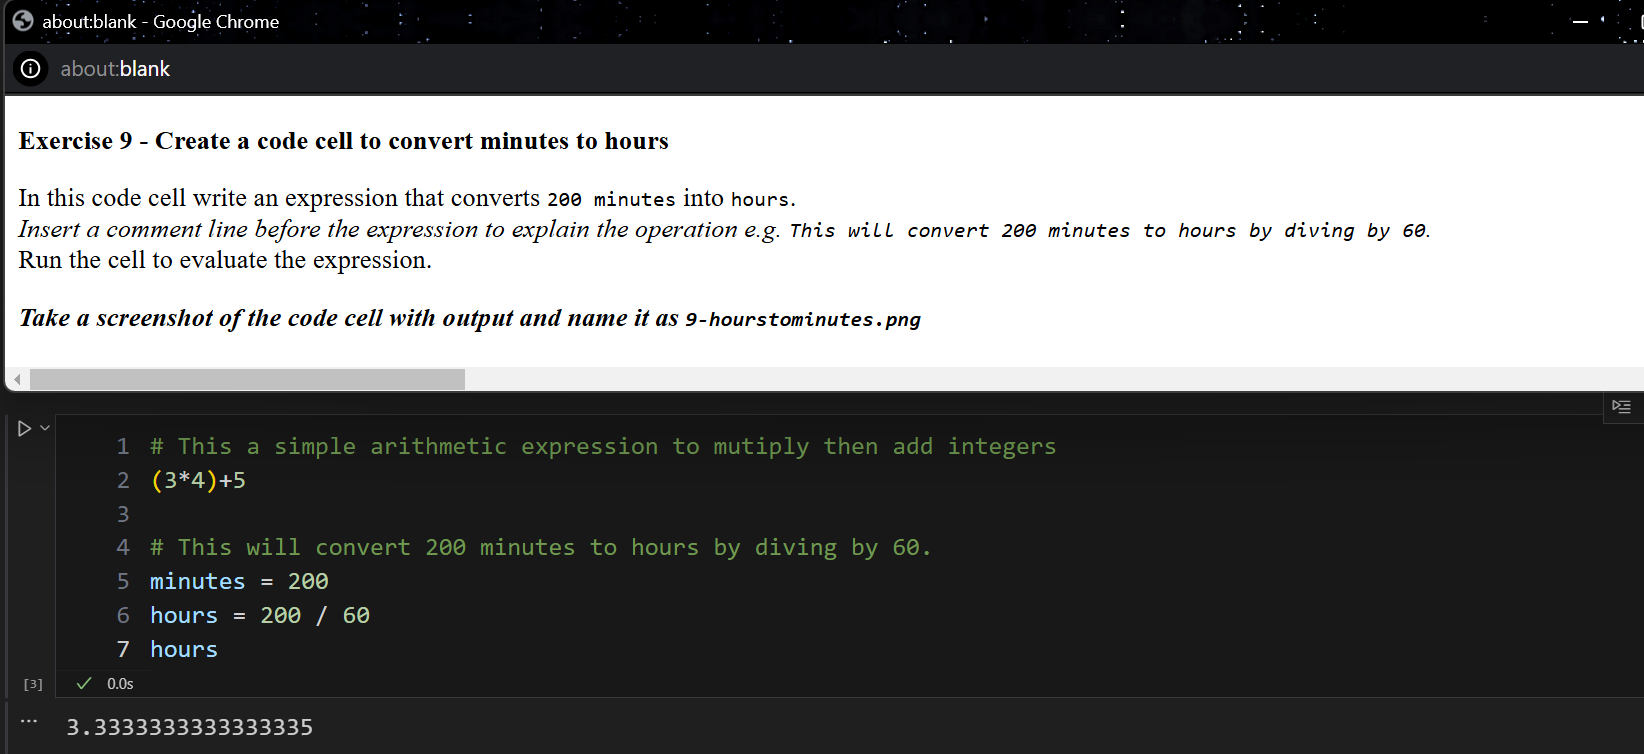 about:blank - Google Chrome
about:blank
Exercise 9 - Create a code cell to convert minutes to hours
In this code cell write an expression that converts 200 minutes into hours.
Insert a comment line before the expression to explain the operation e.g. This will convert 200 minutes to hours by diving by 60.
Run the cell to evaluate the expression.
Take a screenshot of the code cell with output and name it as 9-hourstominutes.png
1 # This a simple arithmetic expression to mutiply then add integers
2 (3*4)+5
3
4 # This will convert 200 minutes to hours by diving by 60.
5 minutes = 200
6 hours = 200 / 60
7 hours
[3] 0.0s
... 3.3333333333333335